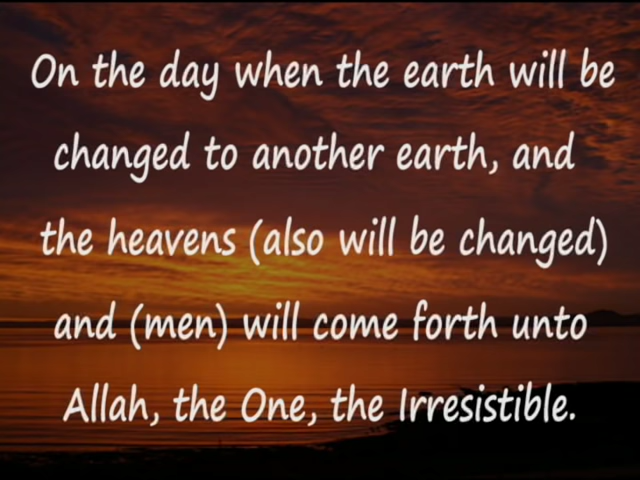 On the day when the earth will be
changed to another earth, and
the heavens (also will be changed)
and (men) will come forth unto
Allah, the One, the Irresistible.